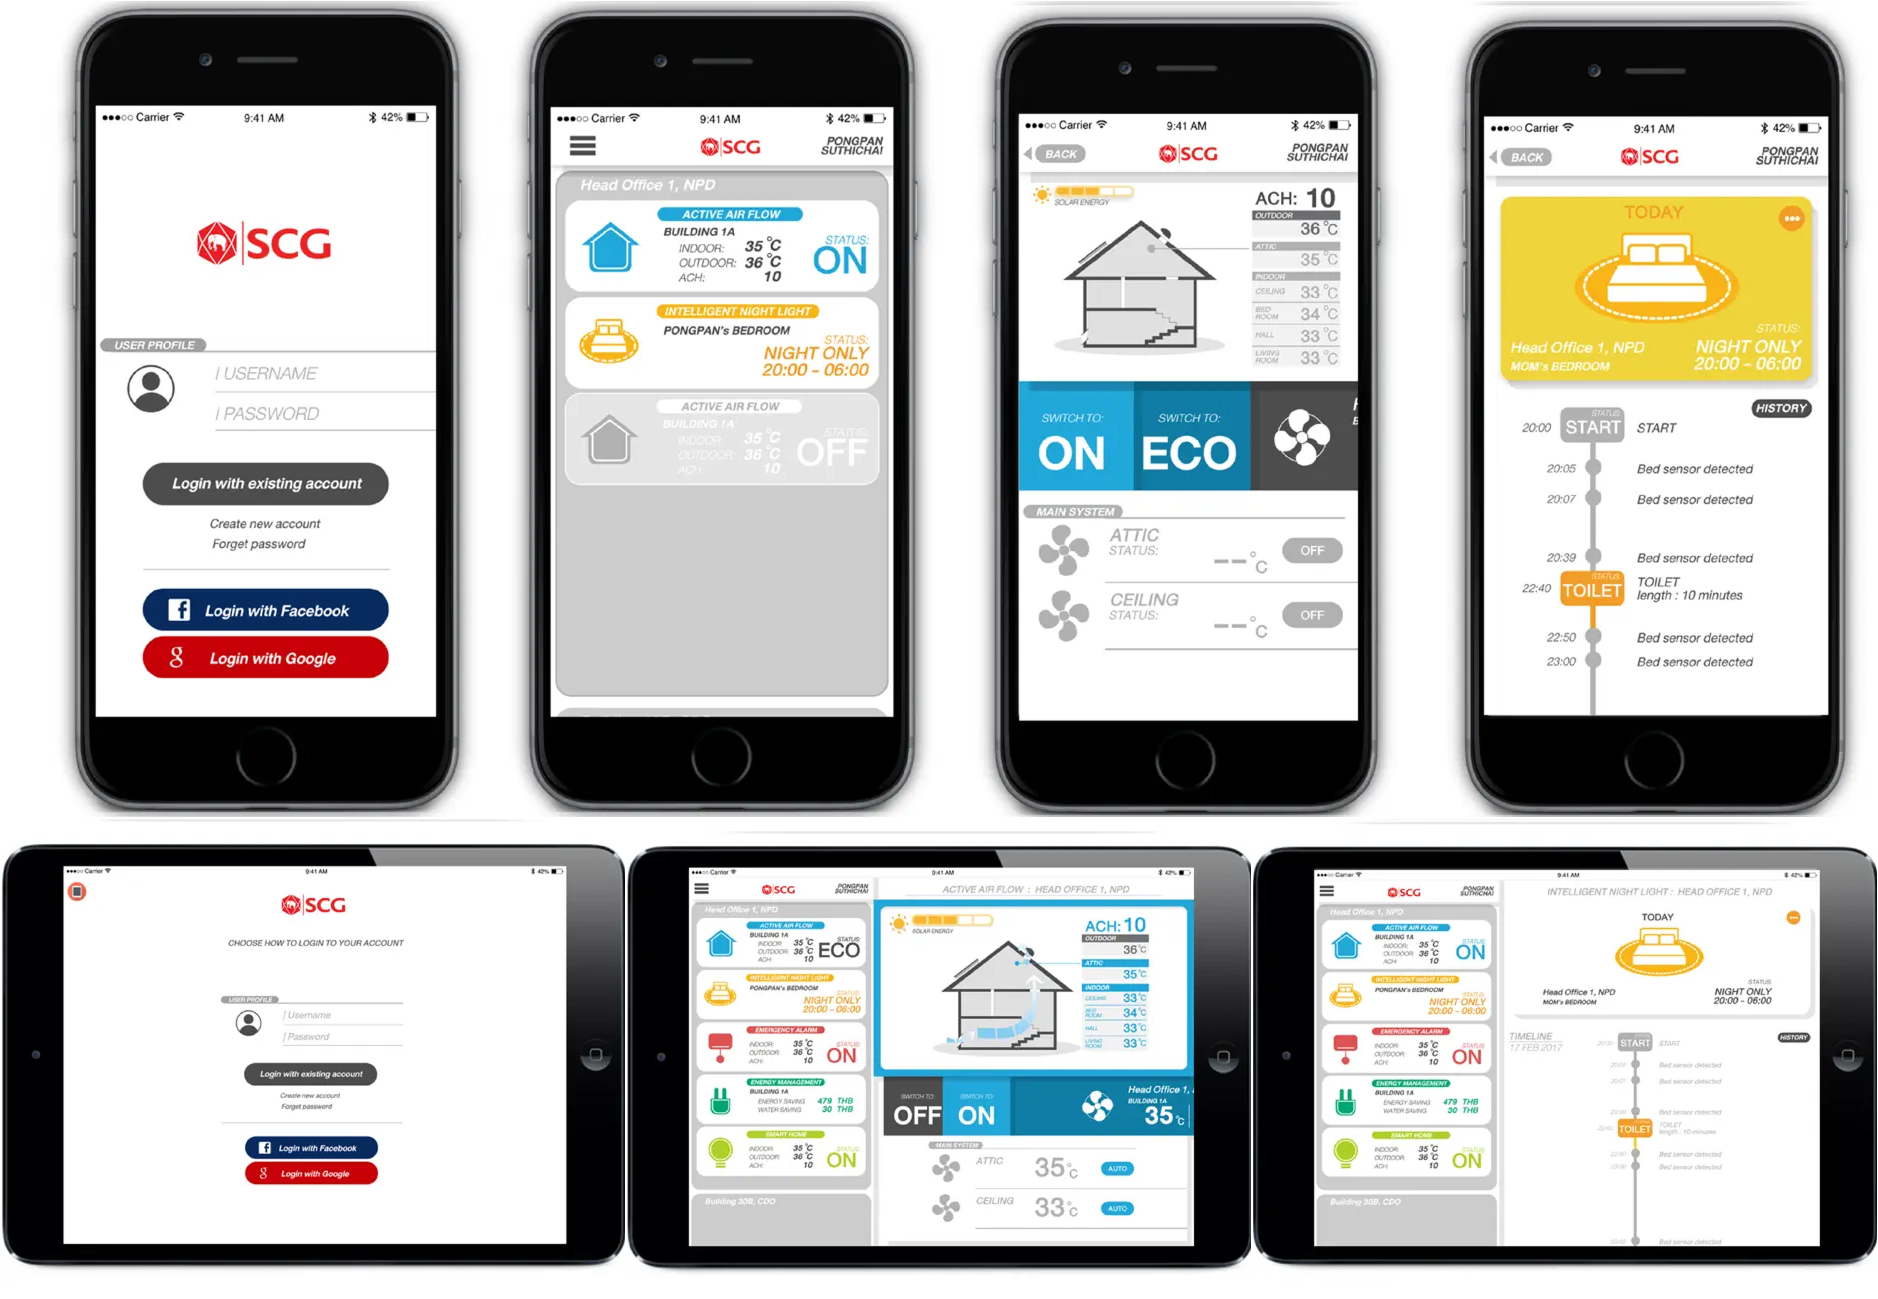 Carrier 9:41 AM 42%
SCG
USER PROFILE
| USERNAME
| PASSWORD
Login with existing account
Create new account
Forget password
f Login with Facebook
g Login with Google
Carrier 9:41 AM 42%
SCG PONGPAN SUTHICHAI
Head Office 1, NPD
ACTIVE AIR FLOW
BUILDING 1A
INDOOR: 35 °C
OUTDOOR: 36 °C
ACH: 10
STATUS:
ON
INTELLIGENT NIGHT LIGHT
PONGPAN's BEDROOM
STATUS:
NIGHT ONLY
20:00 – 06:00
ACTIVE AIR FLOW
BUILDING 1A
INDOOR: 35 °C
OUTDOOR: 36 °C
ACH: 10
STATUS:
OFF
Carrier 9:41 AM 42%
BACK SCG PONGPAN SUTHICHAI
SOLAR ENERGY
ACH: 10
OUTDOOR
36 °C
ATTIC
35 °C
INDOOR
CEILING 33 °C
BED ROOM 34 °C
HALL 33 °C
LIVING ROOM 33 °C
SWITCH TO:
ON
SWITCH TO:
ECO
MAIN SYSTEM
ATTIC
STATUS: -- °C OFF
CEILING
STATUS: -- °C OFF
Carrier 9:41 AM 42%
BACK SCG PONGPAN SUTHICHAI
TODAY
Head Office 1, NPD
MOM's BEDROOM
STATUS:
NIGHT ONLY
20:00 – 06:00
HISTORY
STATUS:
20:00 START START
20:05 Bed sensor detected
20:07 Bed sensor detected
20:39 Bed sensor detected
STATUS:
22:40 TOILET TOILET
length : 10 minutes
22:50 Bed sensor detected
23:00 Bed sensor detected
Carrier 9:41 AM 42%
SCG
CHOOSE HOW TO LOGIN TO YOUR ACCOUNT
USER PROFILE
| Username
| Password
Login with existing account
Create new account
Forget password
f Login with Facebook
g Login with Google
Carrier 9:41 AM 42%
SCG PONGPAN SUTHICHAI
Head Office 1, NPD
ACTIVE AIR FLOW
BUILDING 1A
INDOOR: 35 °C
OUTDOOR: 36 °C
ACH: 10
STATUS:
ECO
INTELLIGENT NIGHT LIGHT
PONGPAN's BEDROOM
STATUS:
NIGHT ONLY
20:00 – 06:00
EMERGENCY ALARM
INDOOR: 35 °C
OUTDOOR: 36 °C
ACH: 10
STATUS:
ON
ENERGY MANAGEMENT
BUILDING 1A
ENERGY SAVING 479 THB
WATER SAVING 30 THB
SMART HOME
INDOOR: 35 °C
OUTDOOR: 36 °C
ACH: 10
STATUS:
ON
Building 30B, CDO
ACTIVE AIR FLOW : HEAD OFFICE 1, NPD
SOLAR ENERGY
ACH: 10
OUTDOOR
36 °C
ATTIC
35 °C
INDOOR
CEILING 33 °C
BED ROOM 34 °C
HALL 33 °C
LIVING ROOM 33 °C
SWITCH TO:
OFF
SWITCH TO:
ON
Head Office 1,
BUILDING 1A
35 °C
MAIN SYSTEM
ATTIC 35 °C AUTO
CEILING 33 °C AUTO
Carrier 9:41 AM 42%
SCG PONGPAN SUTHICHAI
Head Office 1, NPD
ACTIVE AIR FLOW
BUILDING 1A
INDOOR: 35 °C
OUTDOOR: 36 °C
ACH: 10
STATUS:
ON
INTELLIGENT NIGHT LIGHT
PONGPAN's BEDROOM
STATUS:
NIGHT ONLY
20:00 – 06:00
EMERGENCY ALARM
INDOOR: 35 °C
OUTDOOR: 36 °C
ACH: 10
STATUS:
ON
ENERGY MANAGEMENT
BUILDING 1A
ENERGY SAVING 479 THB
WATER SAVING 30 THB
SMART HOME
INDOOR: 35 °C
OUTDOOR: 36 °C
ACH: 10
STATUS:
ON
Building 30B, CDO
INTELLIGENT NIGHT LIGHT : HEAD OFFICE 1, NPD
TODAY
Head Office 1, NPD
MOM's BEDROOM
STATUS:
NIGHT ONLY
20:00 – 06:00
TIMELINE
17 FEB 2017
HISTORY
20:00 START START
20:05 Bed sensor detected
20:07 Bed sensor detected
Bed sensor detected
22:40 TOILET TOILET
length : 10 minutes
22:50 Bed sensor detected
23:00 Bed sensor detected
Bed sensor detected